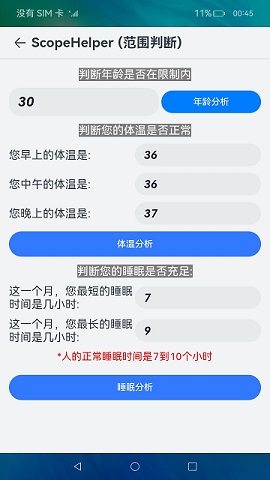 没有 SIM 卡 11% 00:45
← ScopeHelper (范围判断)
判断年龄是否在限制内
30 年龄分析
判断您的体温是否正常
您早上的体温是: 36
您中午的体温是: 36
您晚上的体温是: 37
体温分析
判断您的睡眠是否充足:
这一个月，您最短的睡眠
时间是几小时: 7
这一个月，您最长的睡眠
时间是几小时: 9
*人的正常睡眠时间是7到10个小时
睡眠分析